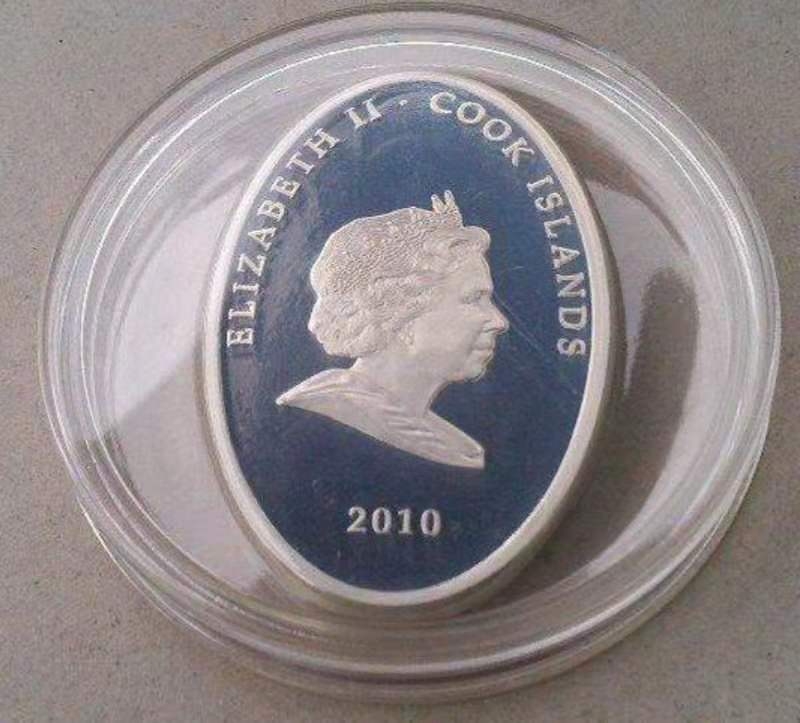 ELIZABETH II · COOK ISLANDS
2010